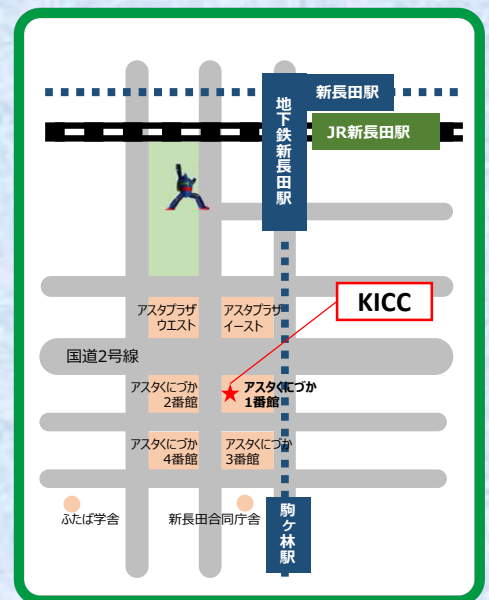 新長田駅
地下鉄新長田駅
JR新長田駅
KICC
アスタプラザ
ウエスト
アスタプラザ
イースト
国道2号線
アスタくにづか
2番館
アスタくにづか
1番館
アスタくにづか
4番館
アスタくにづか
3番館
ふたば学舎
新長田合同庁舎
駒ヶ林駅